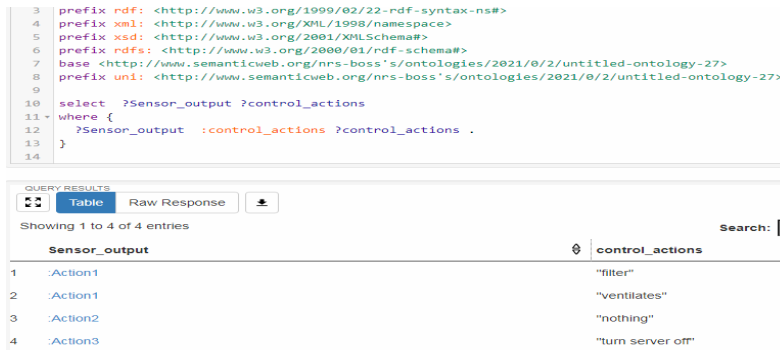 3 prefix rdf: <http://www.w3.org/1999/02/22-rdf-syntax-ns#>
4 prefix xml: <http://www.w3.org/XML/1998/namespace>
5 prefix xsd: <http://www.w3.org/2001/XMLSchema#>
6 prefix rdfs: <http://www.w3.org/2000/01/rdf-schema#>
7 base <http://www.semanticweb.org/nrs-boss's/ontologies/2021/0/2/untitled-ontology-27>
8 prefix uni: <http://www.semanticweb.org/nrs-boss's/ontologies/2021/0/2/untitled-ontology-27>
9
10 select ?Sensor_output ?control_actions
11 where {
12 ?Sensor_output :control_actions ?control_actions .
13 }
14
QUERY RESULTS
Table Raw Response
Showing 1 to 4 of 4 entries Search:
Sensor_output control_actions
1 :Action1 "filter"
2 :Action1 "ventilates"
3 :Action2 "nothing"
4 :Action3 "turn server off"